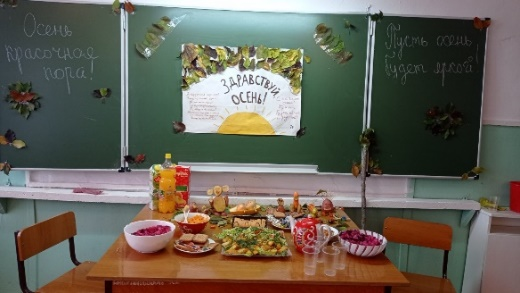 Осень
красочная
пора!
ЗДРАВСТВУЙ
ОСЕНЬ!
Пусть осень
будет яркой!